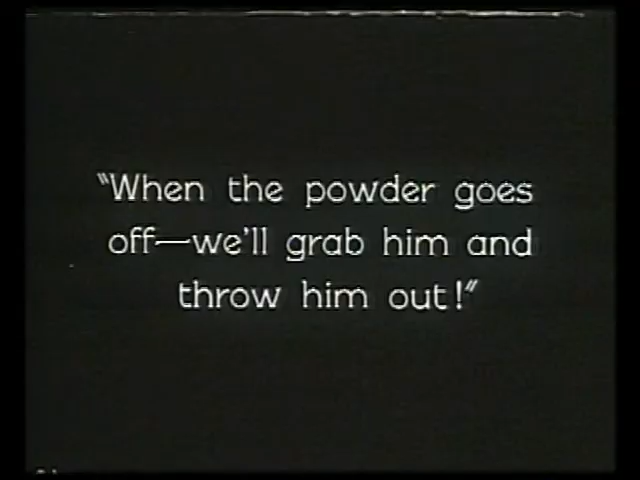 "When the powder goes
off—we'll grab him and
throw him out!"